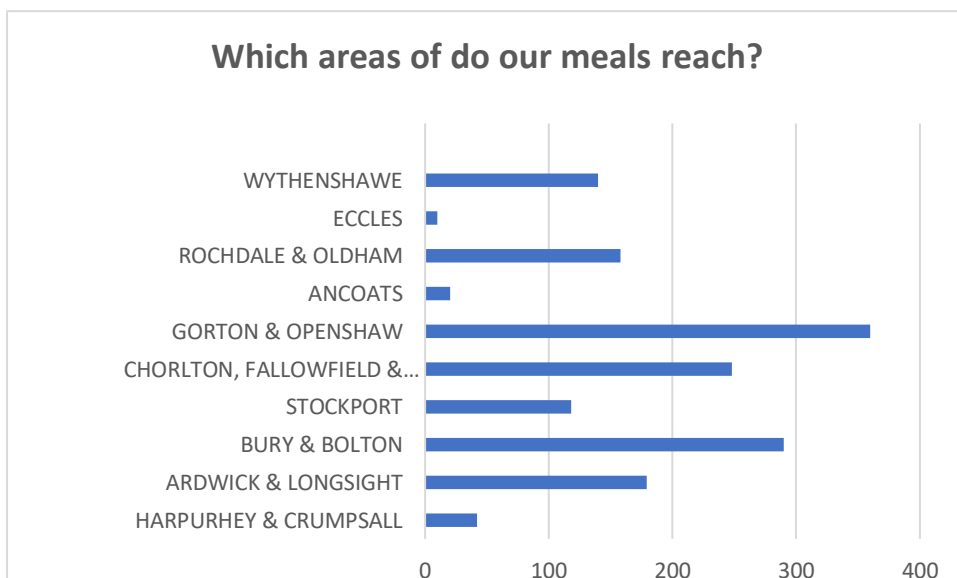 Which areas of do our meals reach?
WYTHENSHAWE
ECCLES
ROCHDALE & OLDHAM
ANCOATS
GORTON & OPENSHAW
CHORLTON, FALLOWFIELD &...
STOCKPORT
BURY & BOLTON
ARDWICK & LONGSIGHT
HARPURHEY & CRUMPSALL
0 100 200 300 400